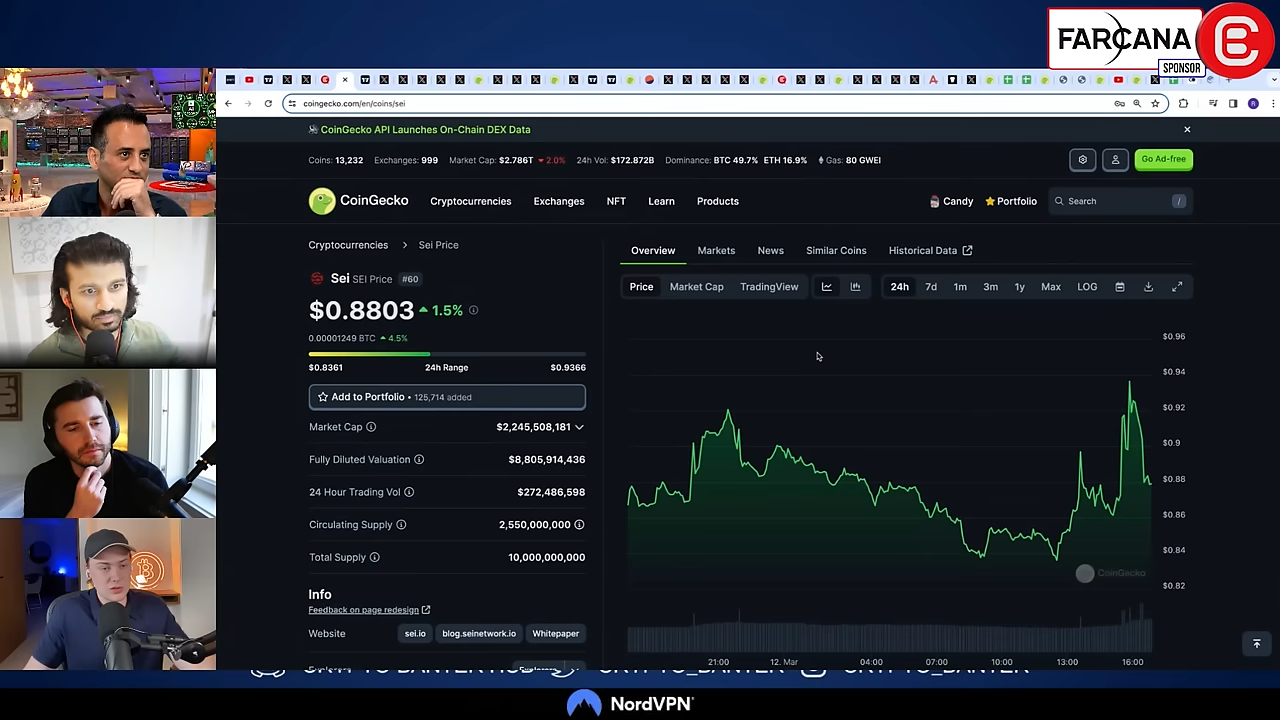 FARCANA
SPONSOR
coingecko.com/en/coins/sei
CoinGecko API Launches On-Chain DEX Data
Coins: 13,232 Exchanges: 999 Market Cap: $2.786T 2.0% 24h Vol: $172.872B Dominance: BTC 49.7% ETH 16.9% Gas: 80 GWEI
Go Ad-free
CoinGecko
Cryptocurrencies Exchanges NFT Learn Products
Candy Portfolio Search /
Cryptocurrencies > Sei Price
Overview Markets News Similar Coins Historical Data
Sei SEI Price #60
Price Market Cap TradingView
24h 7d 1m 3m 1y Max LOG
$0.8803 1.5%
0.00001249 BTC 4.5%
$0.8361 24h Range $0.9366
Add to Portfolio • 125,714 added
Market Cap $2,245,508,181
Fully Diluted Valuation $8,805,914,436
24 Hour Trading Vol $272,486,598
Circulating Supply 2,550,000,000
Total Supply 10,000,000,000
Info
Feedback on page redesign
Website sei.io blog.seinetwork.io Whitepaper
$0.96
$0.94
$0.92
$0.9
$0.88
$0.86
$0.84
$0.82
CoinGecko
21:00 12. Mar 04:00 07:00 10:00 13:00 16:00
NordVPN